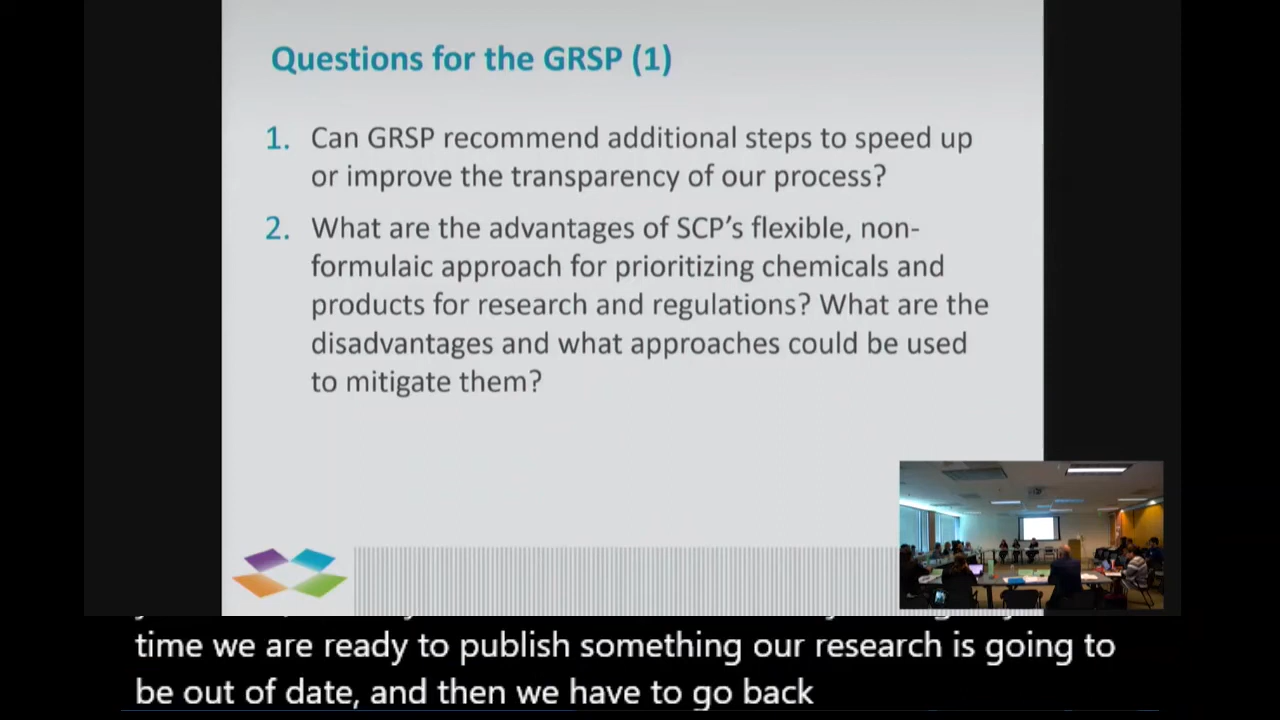 Questions for the GRSP (1)
1. Can GRSP recommend additional steps to speed up
or improve the transparency of our process?
2. What are the advantages of SCP’s flexible, non-
formulaic approach for prioritizing chemicals and
products for research and regulations? What are the
disadvantages and what approaches could be used
to mitigate them?
time we are ready to publish something our research is going to
be out of date, and then we have to go back